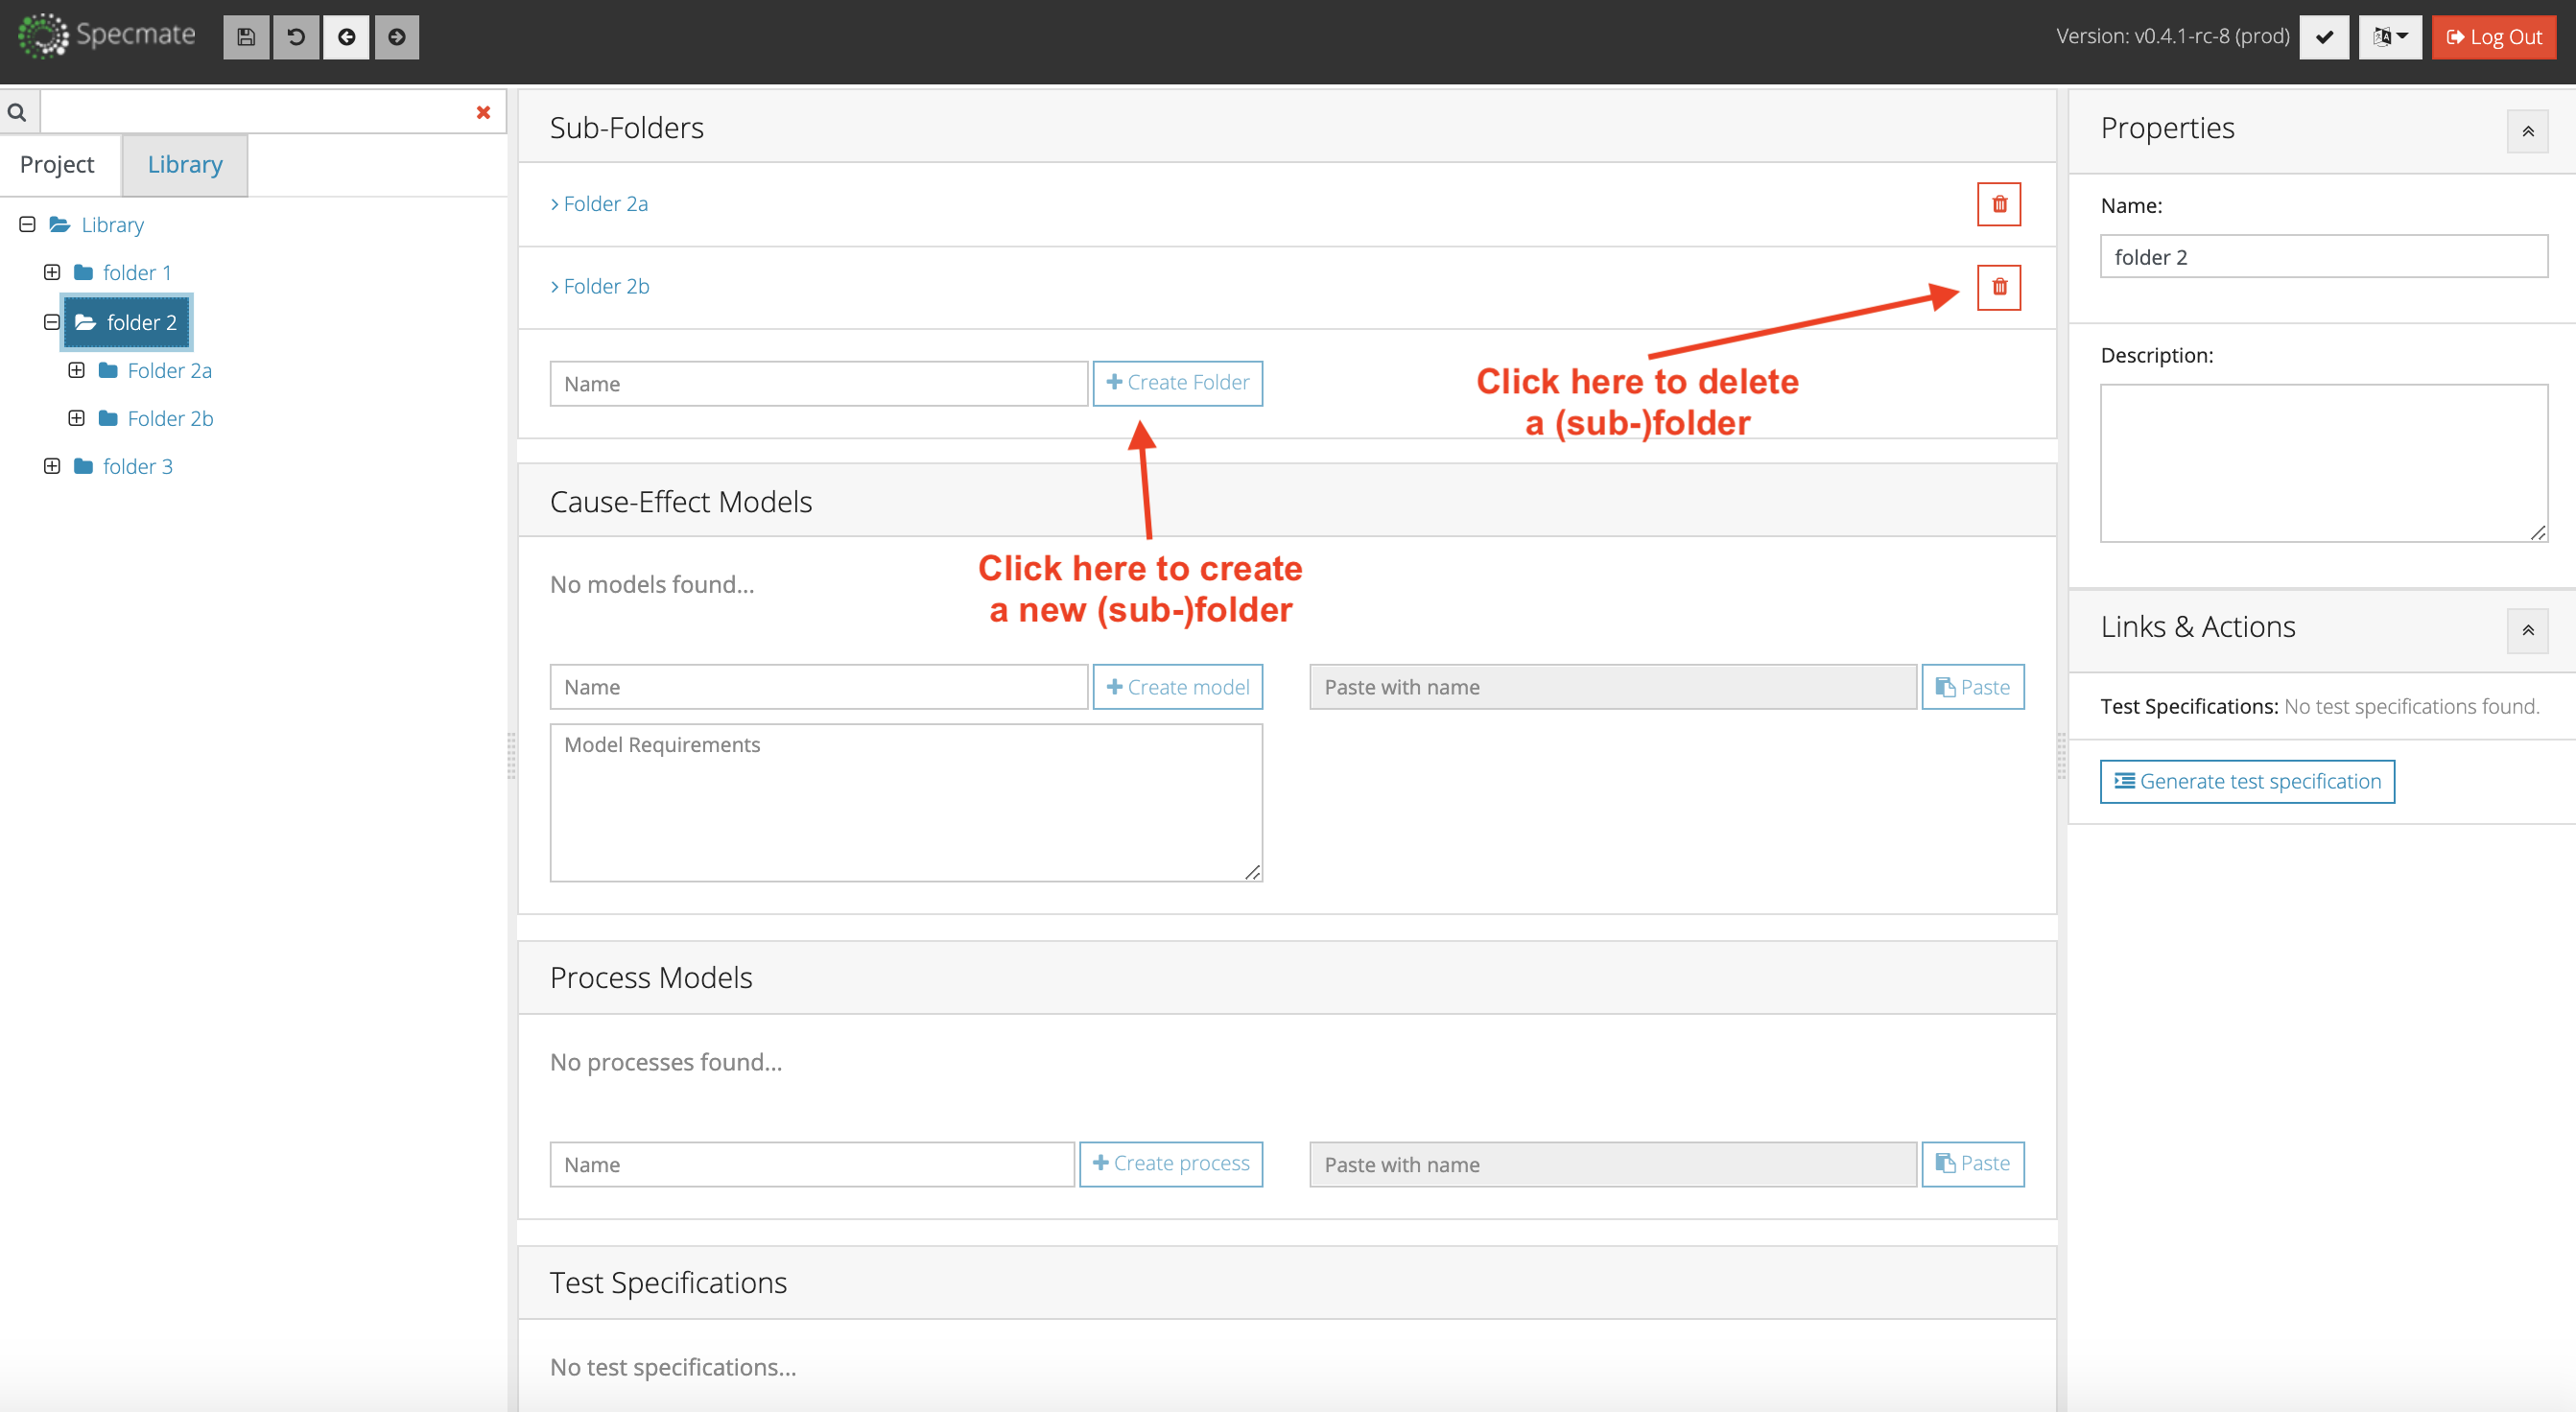 Specmate
Version: v0.4.1-rc-8 (prod)
Log Out
Project
Library
Library
folder 1
folder 2
Folder 2a
Folder 2b
folder 3
Sub-Folders
Folder 2a
Folder 2b
Name
Create Folder
Click here to delete
a (sub-)folder
Click here to create
a new (sub-)folder
Cause-Effect Models
No models found...
Name
Create model
Paste with name
Paste
Model Requirements
Process Models
No processes found...
Name
Create process
Paste with name
Paste
Test Specifications
No test specifications...
Properties
Name:
folder 2
Description:
Links & Actions
Test Specifications: No test specifications found.
Generate test specification